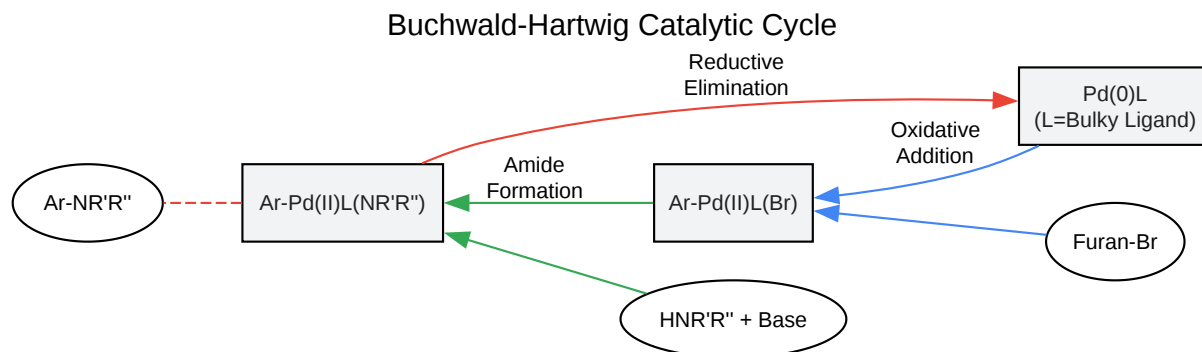 Buchwald-Hartwig Catalytic Cycle
Reductive
Elimination
Pd(0)L
(L=Bulky Ligand)
Oxidative
Addition
Amide
Formation
Ar-NR'R''
Ar-Pd(II)L(NR'R'')
Ar-Pd(II)L(Br)
Furan-Br
HNR'R'' + Base